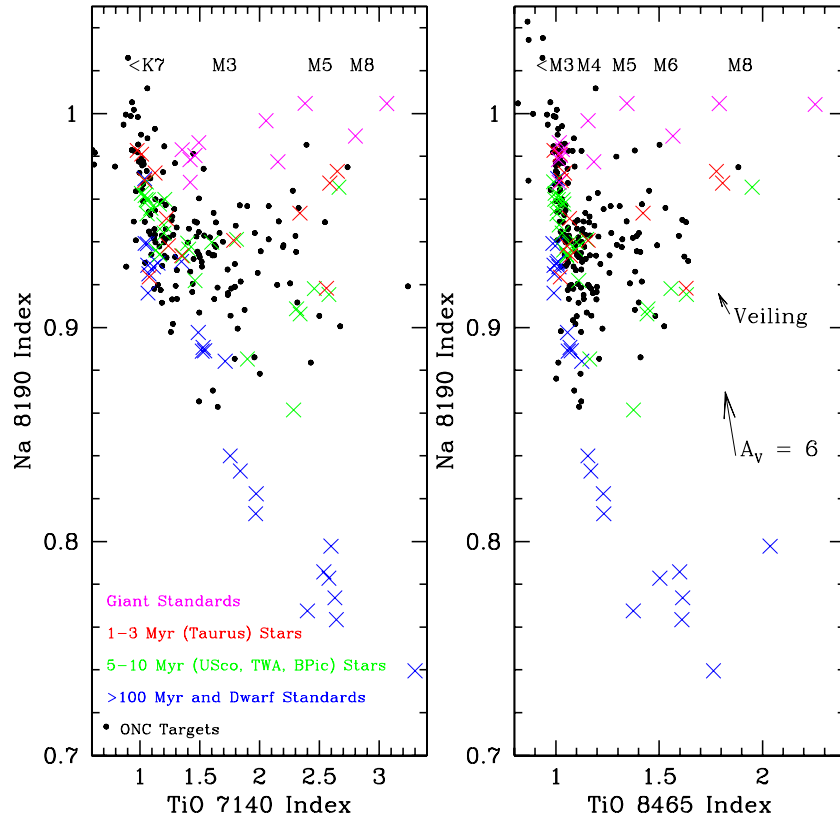 <K7 M3 M5 M8
<M3 M4 M5 M6 M8
1
0.9
0.8
0.7
Na 8190 Index
Giant Standards
1-3 Myr (Taurus) Stars
5-10 Myr (USco, TWA, BPic) Stars
>100 Myr and Dwarf Standards
ONC Targets
1 1.5 2 2.5 3
TiO 7140 Index
1
0.9
0.8
0.7
Na 8190 Index
Veiling
AV = 6
1 1.5 2
TiO 8465 Index